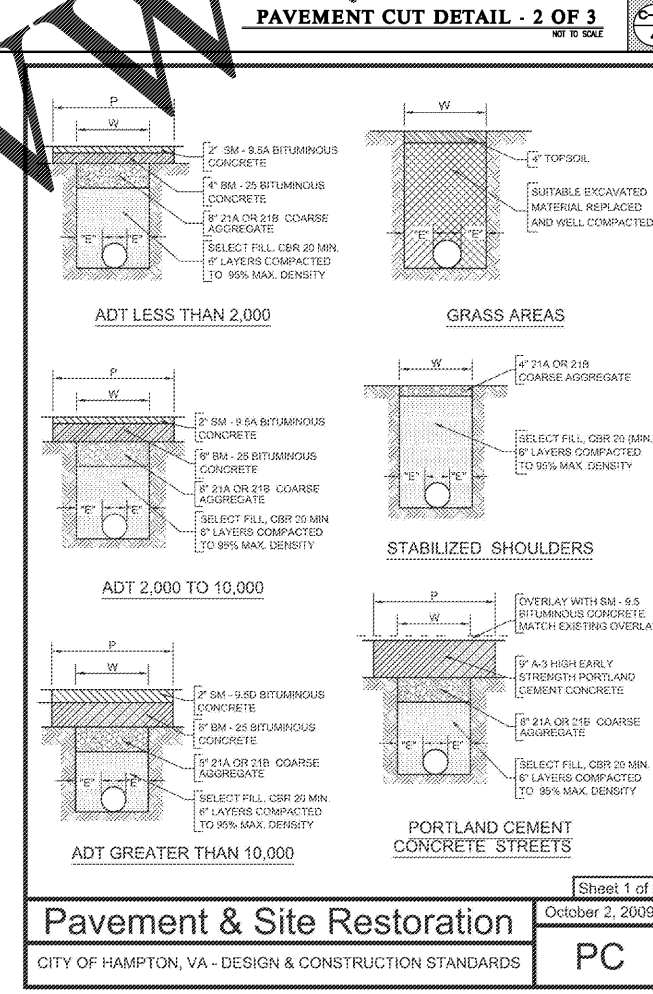 PAVEMENT CUT DETAIL - 2 OF 3
NOT TO SCALE
P
W
2" SM - 9.5A BITUMINOUS
CONCRETE
4" BM - 25 BITUMINOUS
CONCRETE
8" 21A OR 21B COARSE
AGGREGATE
SELECT FILL, CBR 20 MIN.
6" LAYERS COMPACTED
TO 95% MAX. DENSITY
"E" "E"
ADT LESS THAN 2,000
W
4" TOPSOIL
SUITABLE EXCAVATED
MATERIAL REPLACED
AND WELL COMPACTED
"E" "E"
GRASS AREAS
P
W
2" SM - 9.5A BITUMINOUS
CONCRETE
6" BM - 25 BITUMINOUS
CONCRETE
8" 21A OR 21B COARSE
AGGREGATE
SELECT FILL, CBR 20 MIN
6" LAYERS COMPACTED
TO 95% MAX. DENSITY
"E" "E"
ADT 2,000 TO 10,000
W
4" 21A OR 21B
COARSE AGGREGATE
SELECT FILL, CBR 20 (MIN.
6" LAYERS COMPACTED
TO 95% MAX. DENSITY
"E" "E"
STABILIZED SHOULDERS
P
W
2" SM - 9.5D BITUMINOUS
CONCRETE
BM - 25 BITUMINOUS
CONCRETE
21A OR 21B COARSE
AGGREGATE
SELECT FILL, CBR 20 MIN.
6" LAYERS COMPACTED
TO 95% MAX. DENSITY
"E" "E"
ADT GREATER THAN 10,000
P
W
OVERLAY WITH SM - 9.5
BITUMINOUS CONCRETE
MATCH EXISTING OVERLA
9" A-3 HIGH EARLY
STRENGTH PORTLAND
CEMENT CONCRETE
8" 21A OR 21B COARSE
AGGREGATE
SELECT FILL, CBR 20 MIN.
6" LAYERS COMPACTED
TO 95% MAX. DENSITY
"E" "E"
PORTLAND CEMENT
CONCRETE STREETS
Sheet 1 of
Pavement & Site Restoration
October 2, 2009
CITY OF HAMPTON, VA - DESIGN & CONSTRUCTION STANDARDS
PC